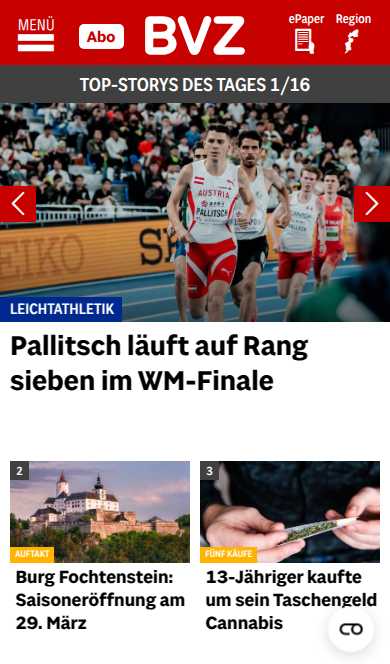 MENÜ
Abo
BVZ
ePaper
Region
TOP-STORYS DES TAGES 1/16
AUSTRIA
PALLITSCH
LEICHTATHLETIK
Pallitsch läuft auf Rang
sieben im WM-Finale
2
AUFTAKT
Burg Fochtenstein:
Saisoneröffnung am
29. März
3
FÜNF KÄUFE
13-Jähriger kaufte
um sein Taschengeld
Cannabis